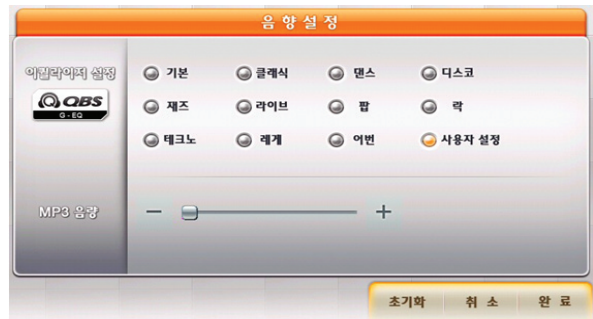 음향설정
이퀄라이저 설정
QBS
G-EQ
기본 클래식 댄스 디스코
재즈 라이브 팝 락
테크노 레게 어번 사용자 설정
MP3 음량 − +
초기화 취소 완료